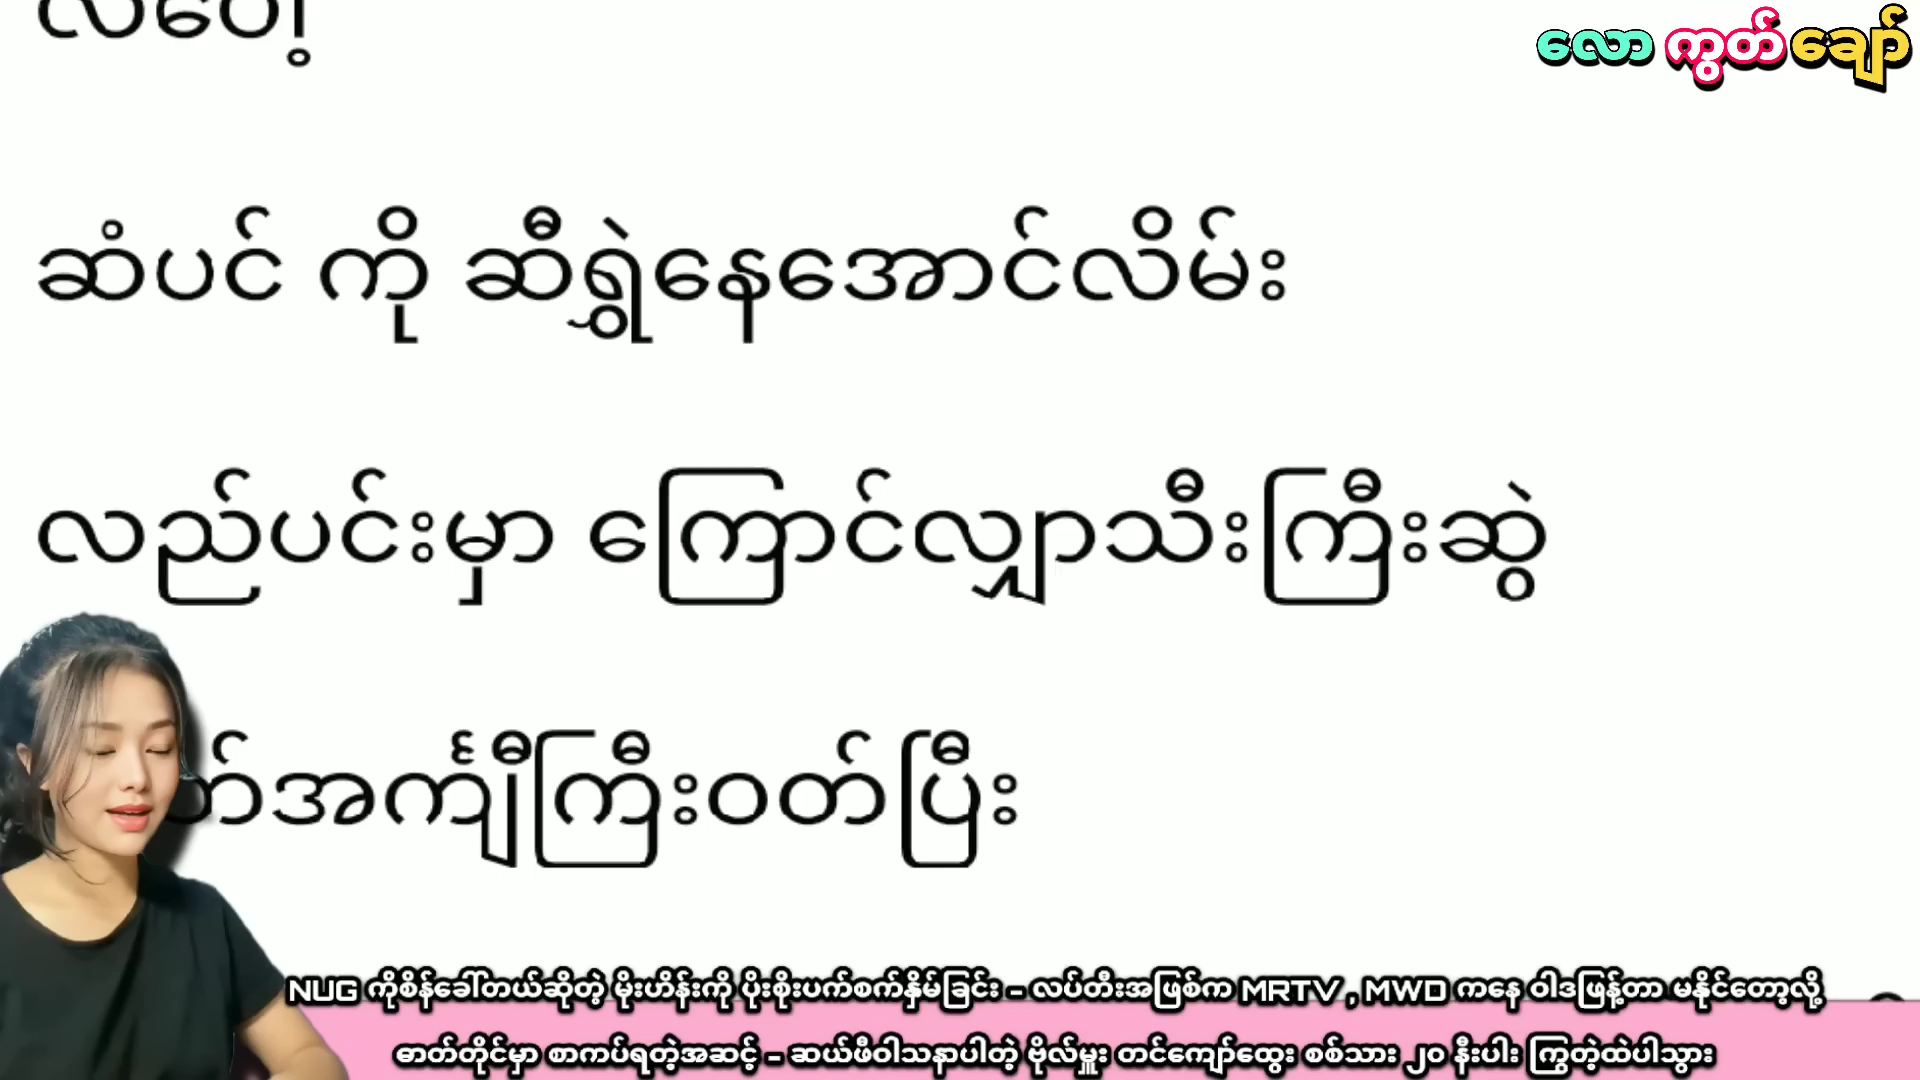 လော ကွတ် ချော်
လပေါ့
ဆံပင် ကို ဆီရွှဲနေအောင်လိမ်း
လည်ပင်းမှာ ကြောင်လျှာသီးကြီးဆွဲ
အင်္ကျီကြီးဝတ်ပြီး
NUG ကိုစိန်ခေါ်တယ်ဆိုတဲ့ မိုးဟိန်းကို ပိုးစိုးပက်စက်နှိမ်ခြင်း - လပ်တီးအဖြစ်က MRTV , MWD ကနေ ဝါဒဖြန့်တာ မနိုင်တော့လို့
ဓာတ်တိုင်မှာ စာကပ်ရတဲ့အဆင့် - ဆယ်ဖီဝါသနာပါတဲ့ ဗိုလ်မှူး တင်ကျော်ထွေး စစ်သား ၂၀ နီးပါး ကြွတဲ့ထဲပါသွား